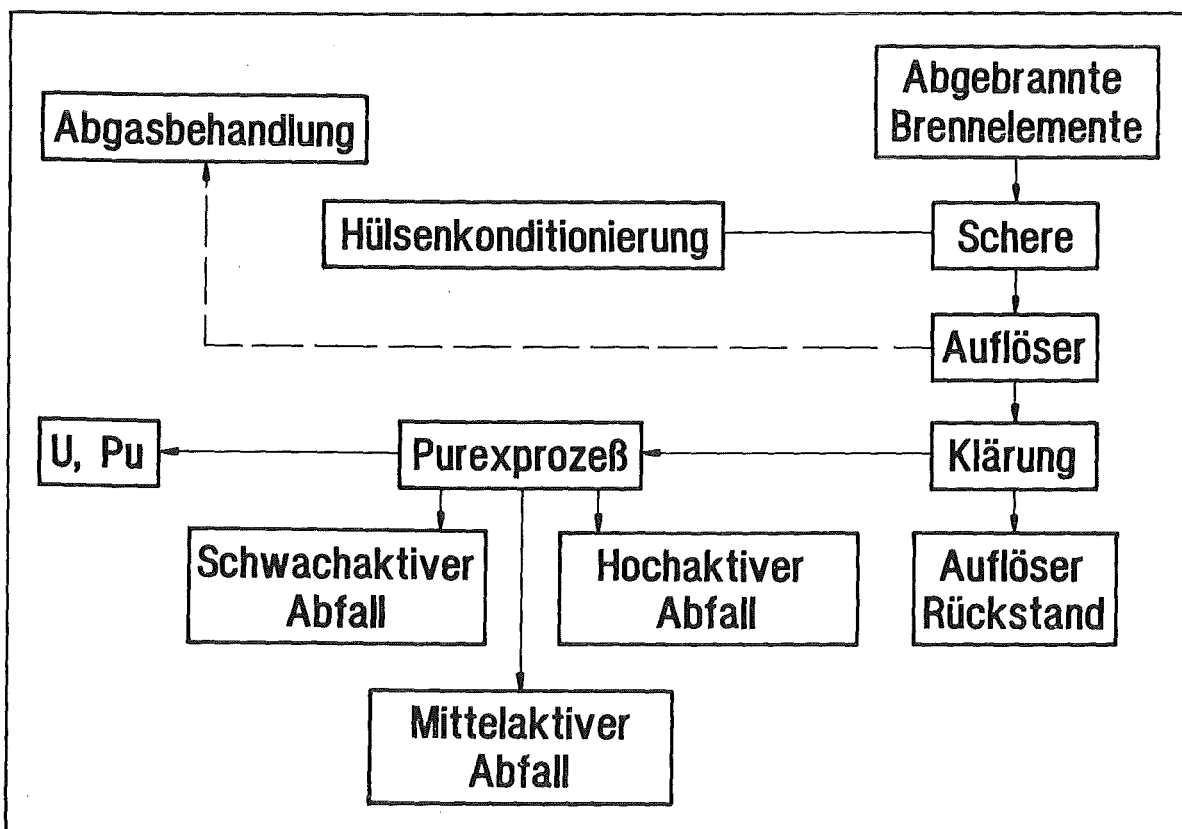 Abgebrannte
Brennelemente
Abgasbehandlung
Hülsenkonditionierung
Schere
Auflöser
U, Pu
Purexprozeß
Klärung
Schwachaktiver
Abfall
Hochaktiver
Abfall
Auflöser
Rückstand
Mittelaktiver
Abfall